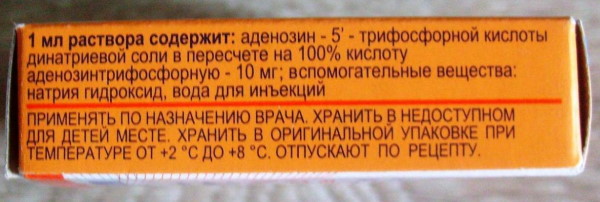 1 мл раствора содержит: аденозин - 5' - трифосфорной кислоты
динатриевой соли в пересчете на 100% кислоту
аденозинтрифосфорную - 10 мг; вспомогательные вещества:
натрия гидроксид, вода для инъекций
ПРИМЕНЯТЬ ПО НАЗНАЧЕНИЮ ВРАЧА. ХРАНИТЬ В НЕДОСТУПНОМ
ДЛЯ ДЕТЕЙ МЕСТЕ. ХРАНИТЬ В ОРИГИНАЛЬНОЙ УПАКОВКЕ ПРИ
ТЕМПЕРАТУРЕ ОТ +2 °С ДО +8 °С. ОТПУСКАЮТ ПО РЕЦЕПТУ.